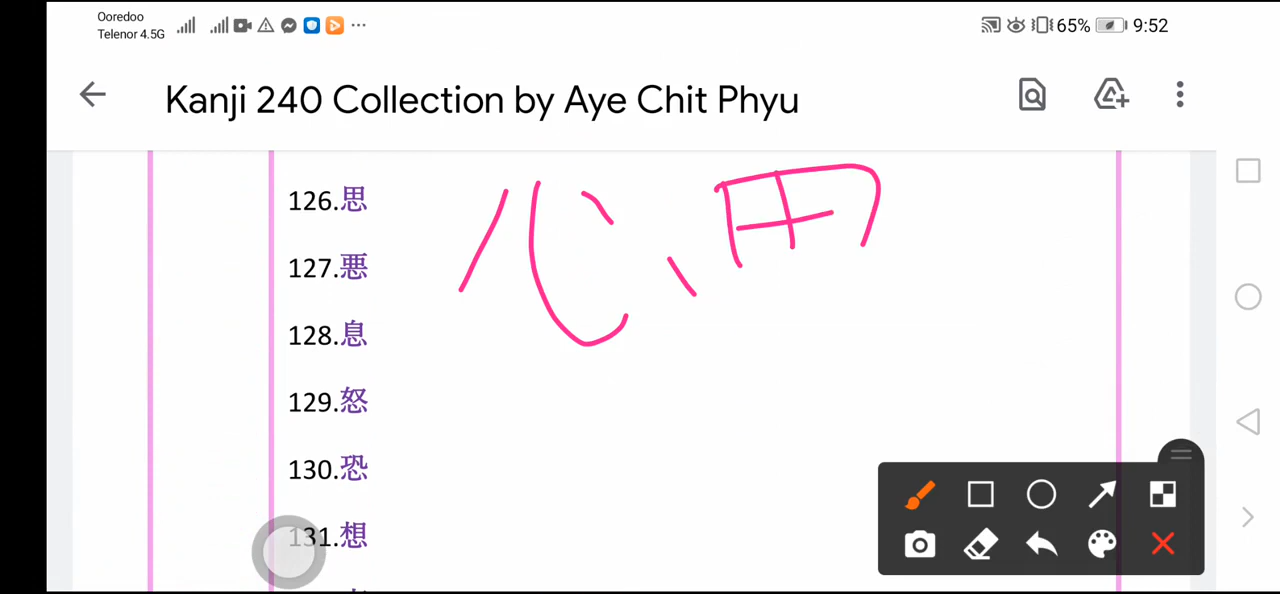 Ooredoo
Telenor 4.5G
65% 9:52
Kanji 240 Collection by Aye Chit Phyu
126.思
127.悪
128.息
129.怒
130.恐
131.想
心 田